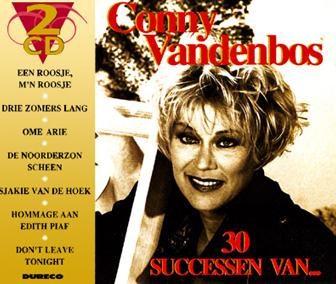 2
CD
Conny
Vandenbos
EEN ROOSJE,
M'N ROOSJE
DRIE ZOMERS LANG
OME ARIE
DE NOORDERZON
SCHEEN
SJAKIE VAN DE HOEK
HOMMAGE AAN
EDITH PIAF
DON'T LEAVE
TONIGHT
DURECO
30
SUCCESSEN VAN...